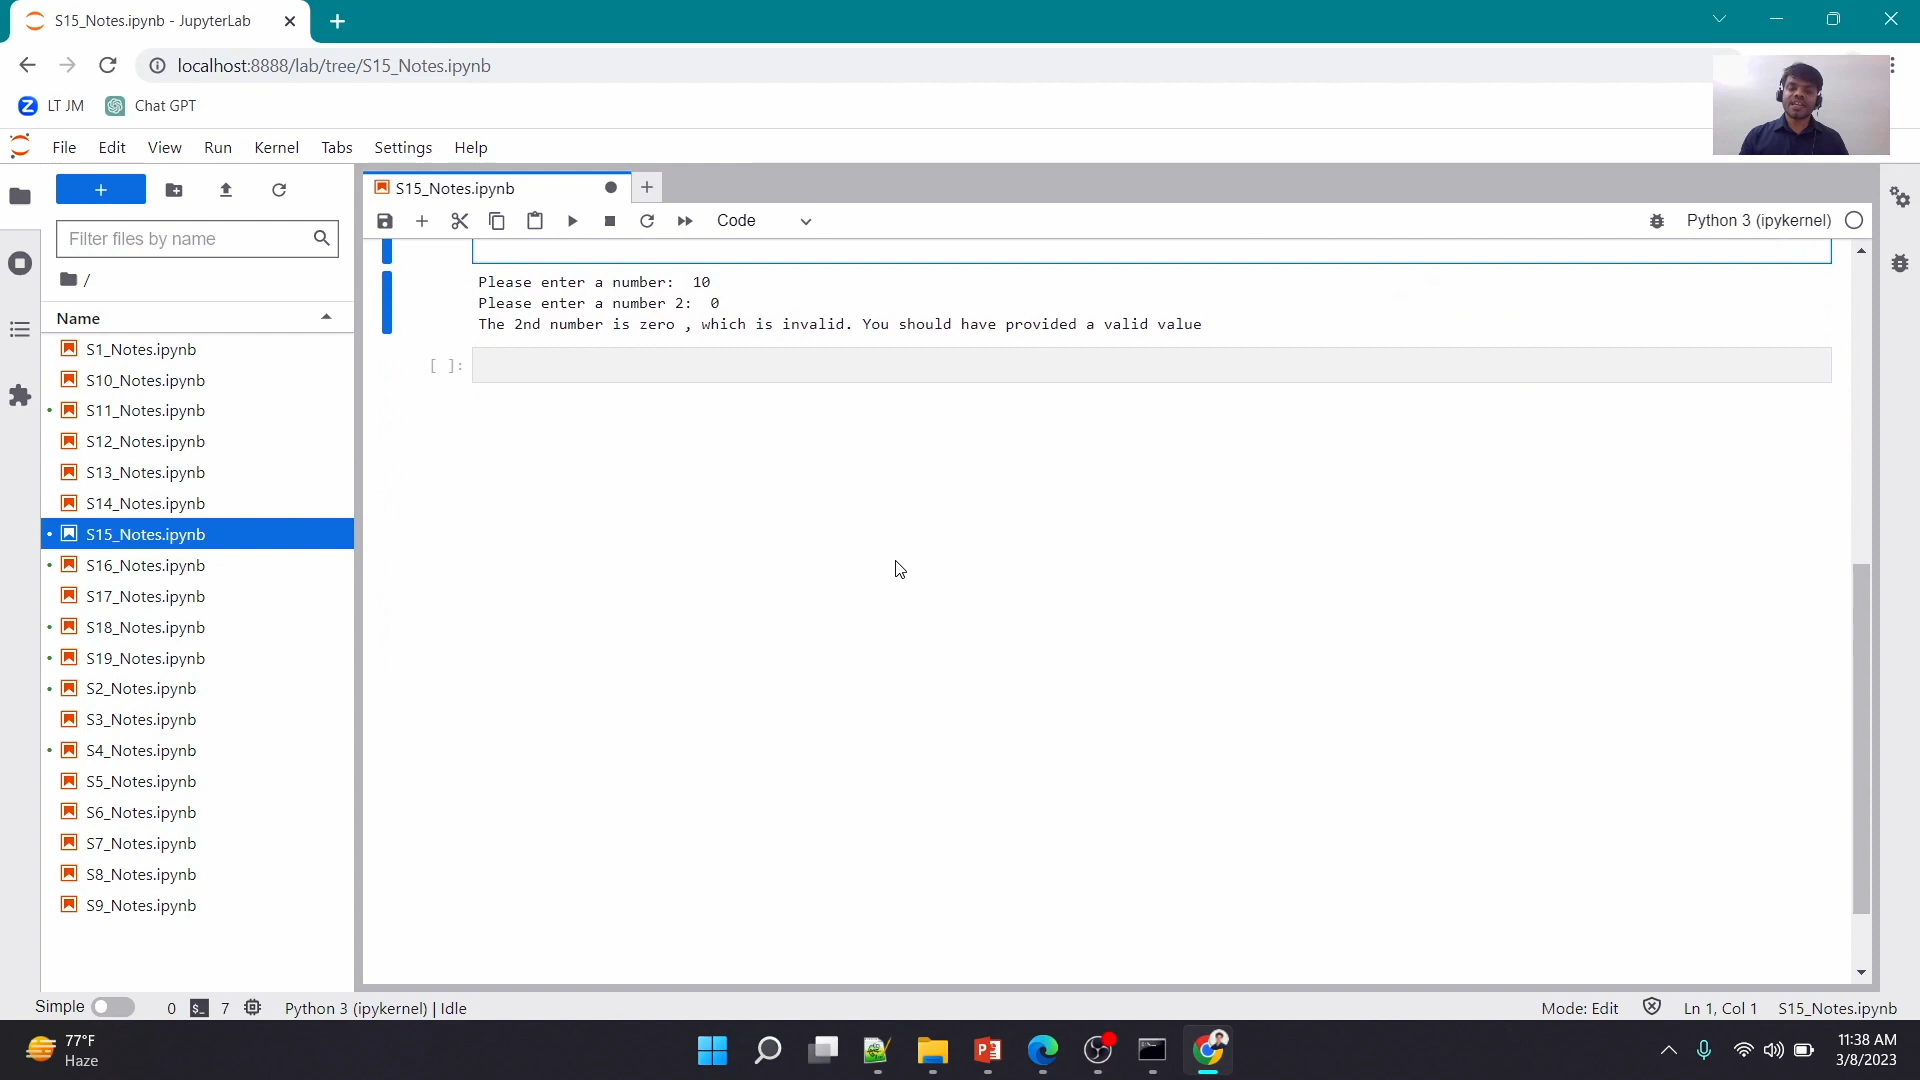 S15_Notes.ipynb - JupyterLab
localhost:8888/lab/tree/S15_Notes.ipynb
LT JM
Chat GPT
File Edit View Run Kernel Tabs Settings Help
S15_Notes.ipynb
Code
Python 3 (ipykernel)
Filter files by name
/
Name
S1_Notes.ipynb
S10_Notes.ipynb
S11_Notes.ipynb
S12_Notes.ipynb
S13_Notes.ipynb
S14_Notes.ipynb
S15_Notes.ipynb
S16_Notes.ipynb
S17_Notes.ipynb
S18_Notes.ipynb
S19_Notes.ipynb
S2_Notes.ipynb
S3_Notes.ipynb
S4_Notes.ipynb
S5_Notes.ipynb
S6_Notes.ipynb
S7_Notes.ipynb
S8_Notes.ipynb
S9_Notes.ipynb
Please enter a number:  10
Please enter a number 2:  0
The 2nd number is zero , which is invalid. You should have provided a valid value
[ ]:
Simple 0 $_ 7 Python 3 (ipykernel) | Idle
Mode: Edit Ln 1, Col 1 S15_Notes.ipynb
77°F
Haze
11:38 AM
3/8/2023